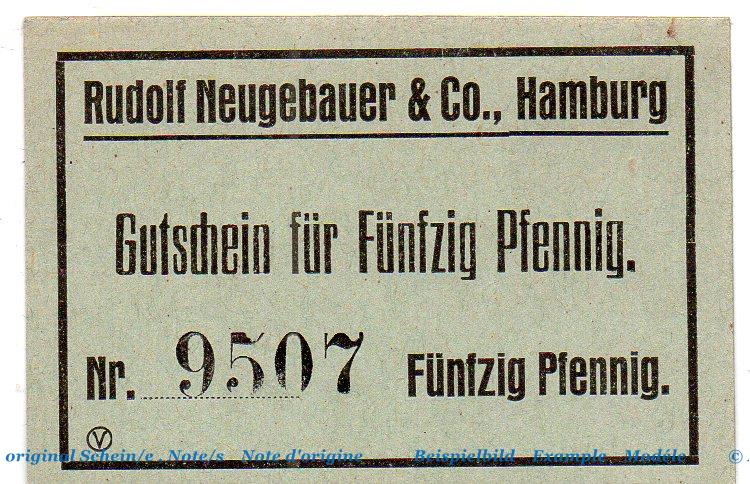 Rudolf Neugebauer & Co., Hamburg
Gutschein für Fünfzig Pfennig.
Nr. 9507 Fünfzig Pfennig.
V
original Schein/e , Note/s Note d'origine Beispielbild Example Modéle ©